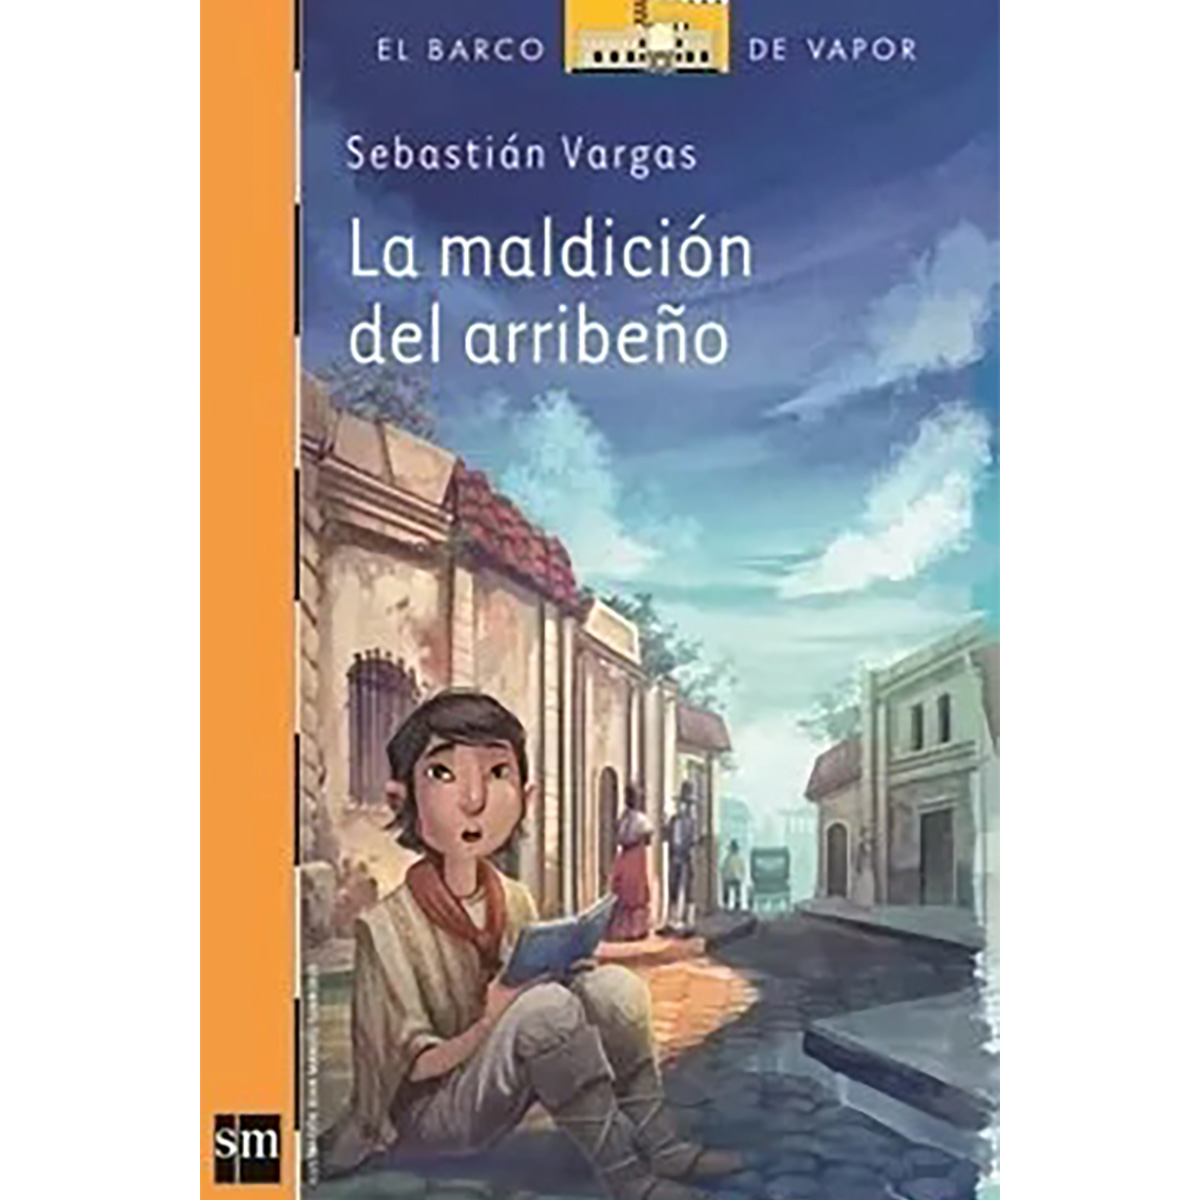 EL BARCO DE VAPOR
Sebastián Vargas
La maldición
del arribeño
sm